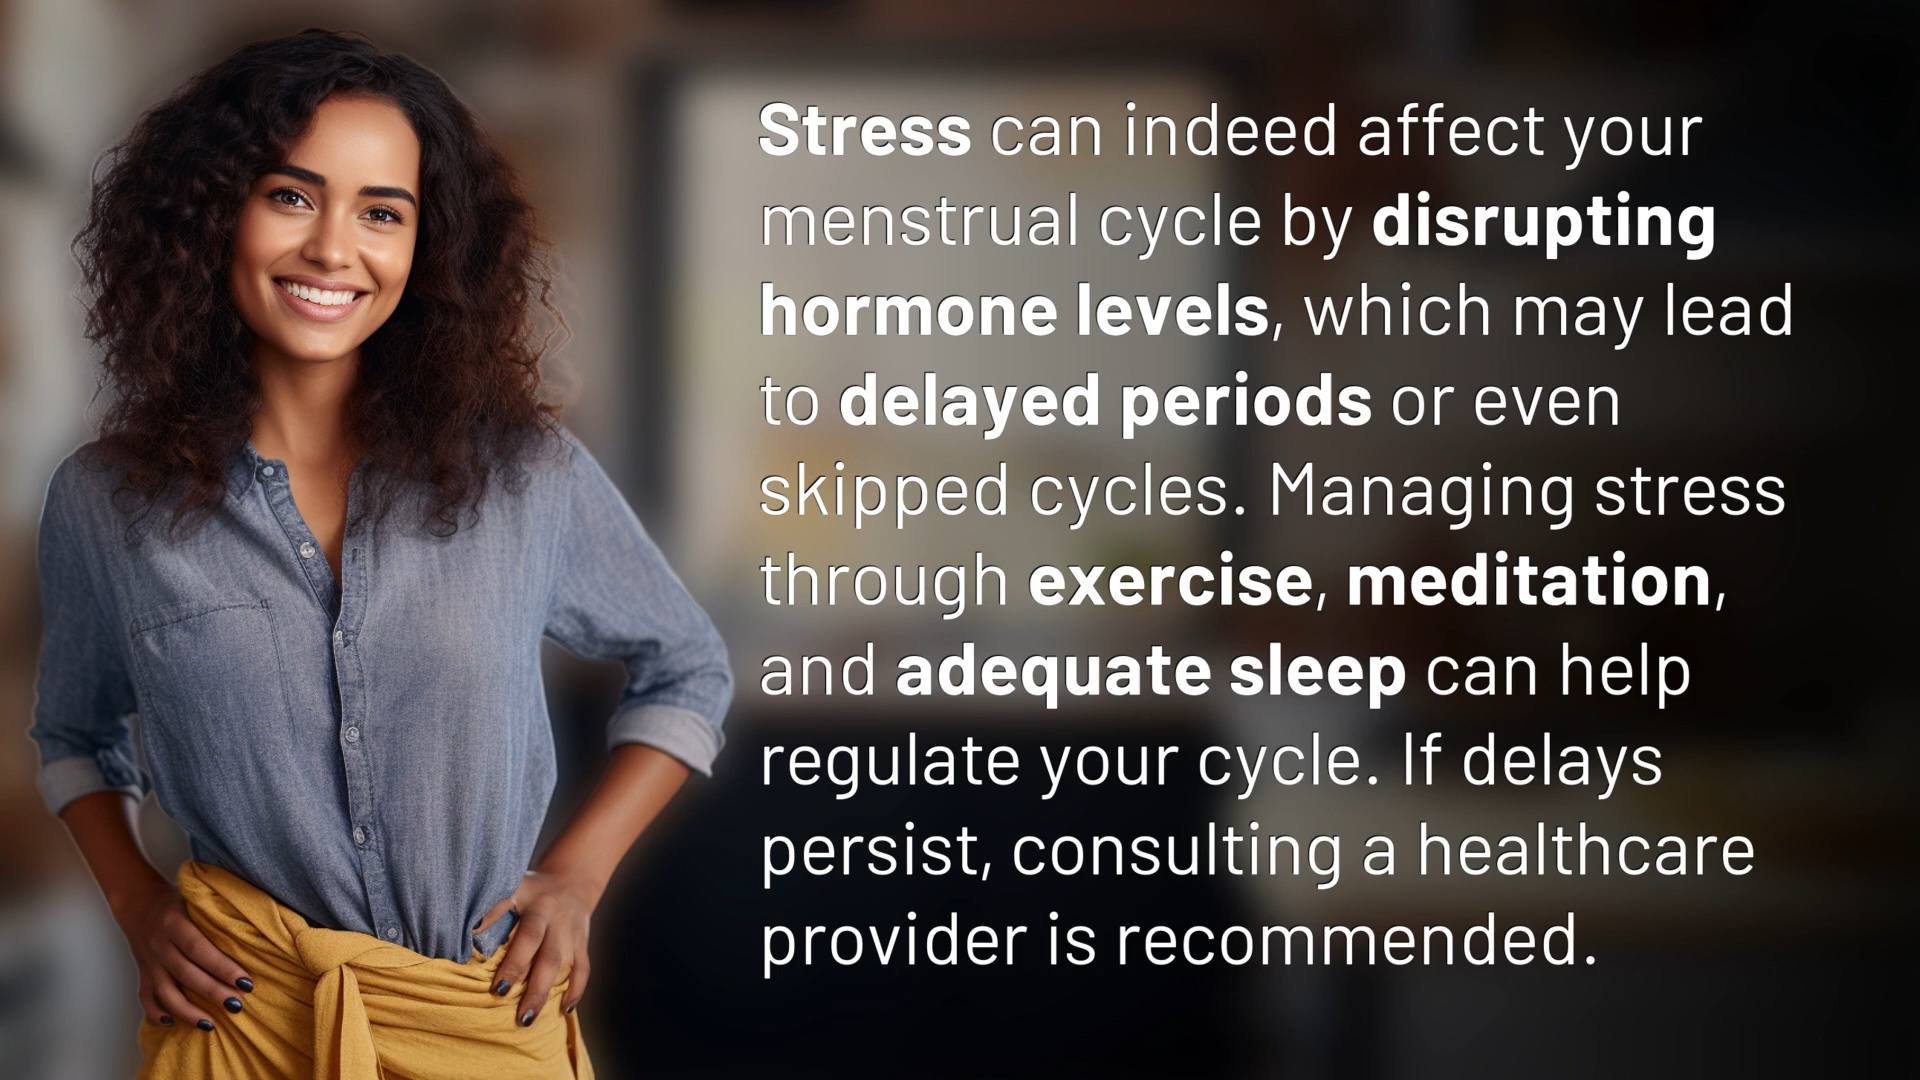 Stress can indeed affect your
menstrual cycle by disrupting
hormone levels, which may lead
to delayed periods or even
skipped cycles. Managing stress
through exercise, meditation,
and adequate sleep can help
regulate your cycle. If delays
persist, consulting a healthcare
provider is recommended.